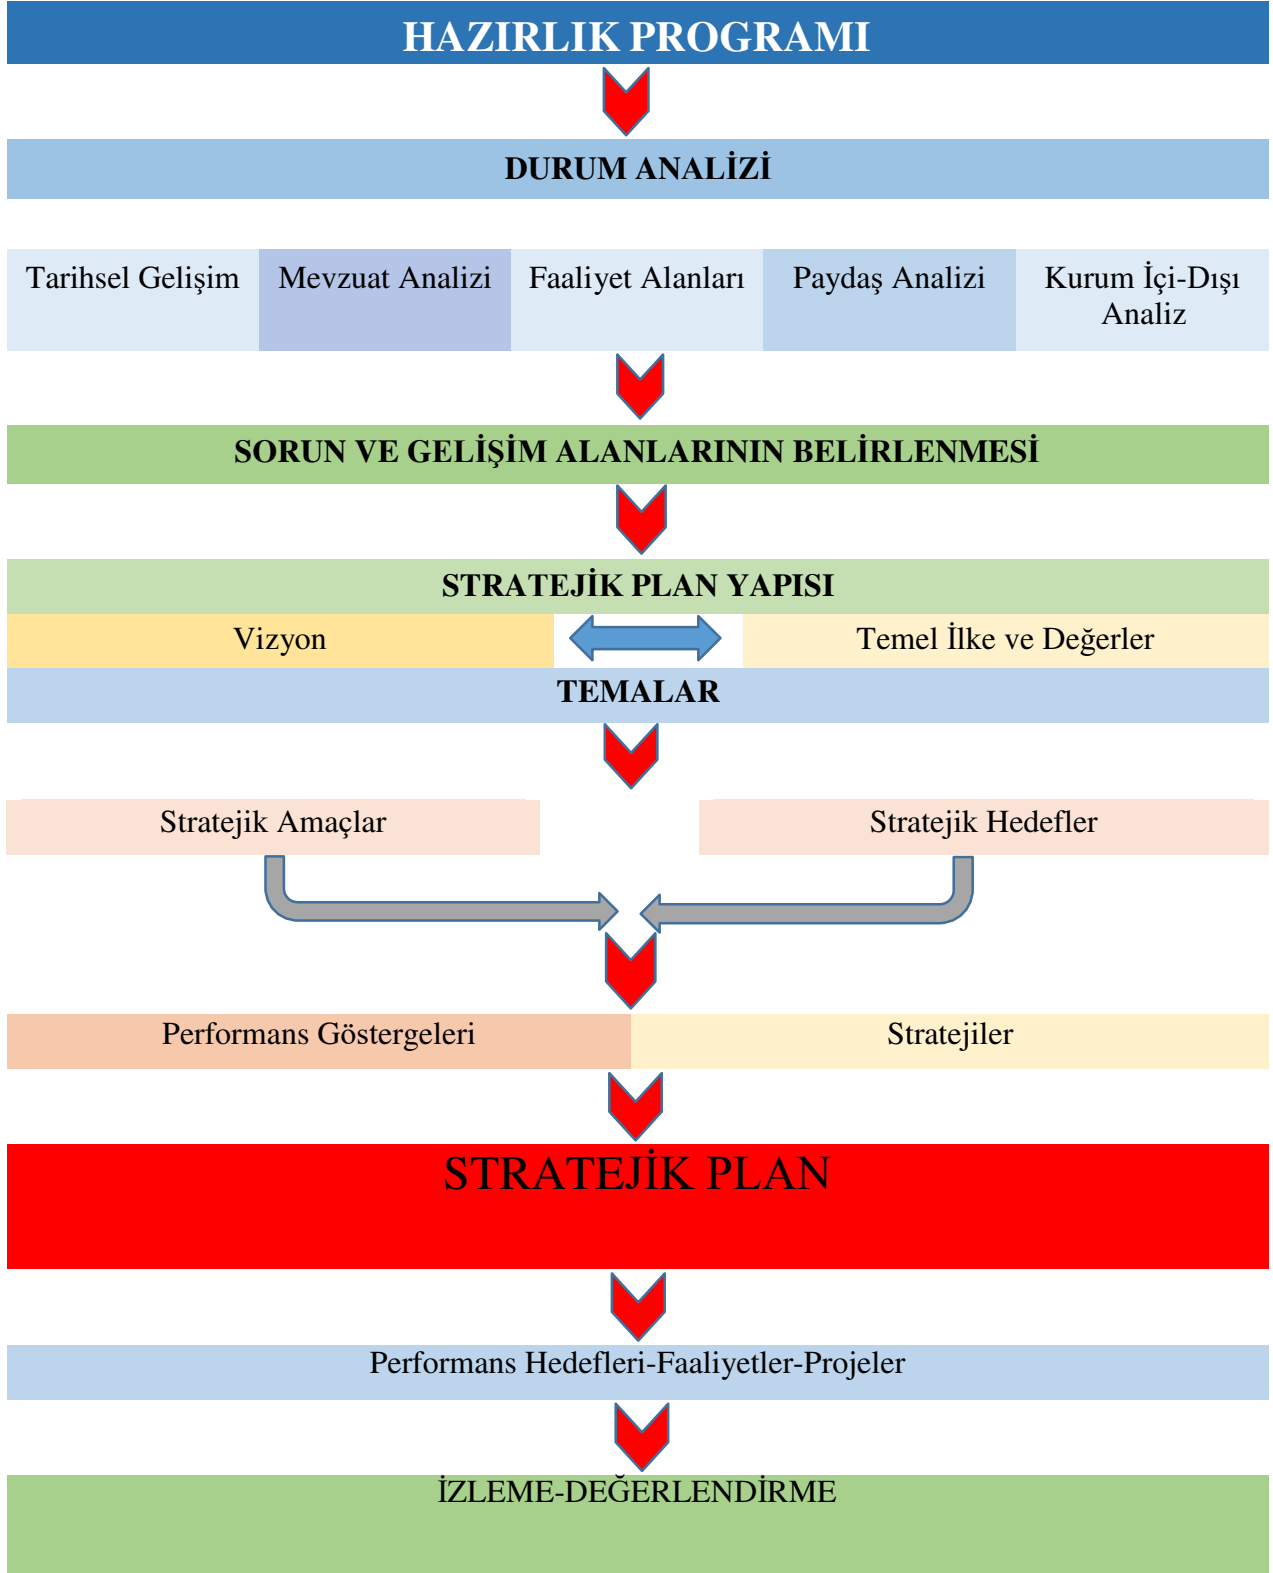 HAZIRLIK PROGRAMI
DURUM ANALİZİ
Tarihsel Gelişim
Mevzuat Analizi
Faaliyet Alanları
Paydaş Analizi
Kurum İçi-Dışı
Analiz
SORUN VE GELİŞİM ALANLARININ BELİRLENMESİ
STRATEJİK PLAN YAPISI
Vizyon
Temel İlke ve Değerler
TEMALAR
Stratejik Amaçlar
Stratejik Hedefler
Performans Göstergeleri
Stratejiler
STRATEJİK PLAN
Performans Hedefleri-Faaliyetler-Projeler
İZLEME-DEĞERLENDİRME